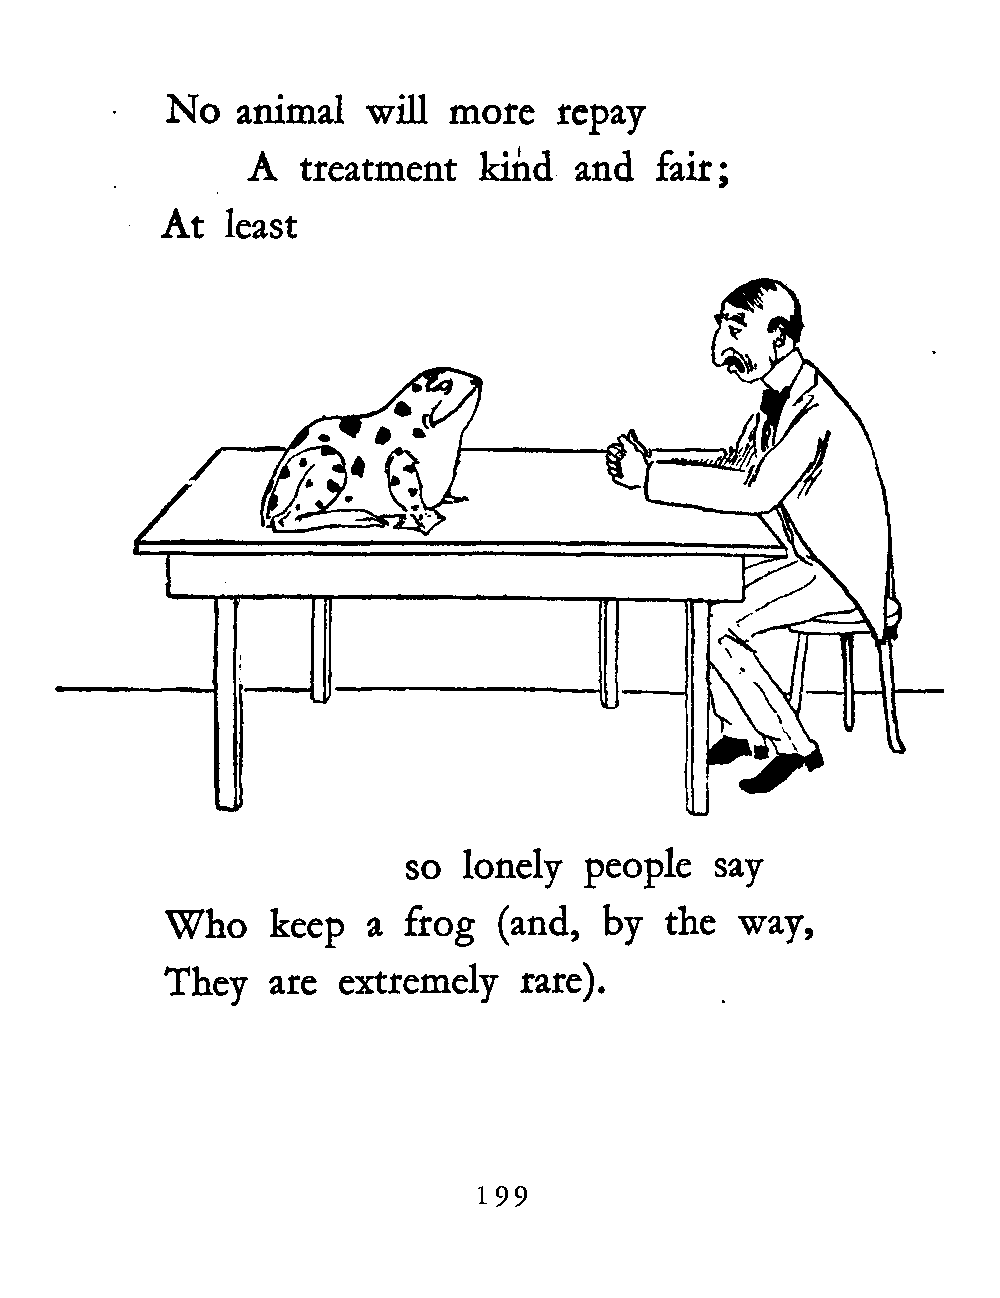 No animal will more repay
A treatment kind and fair;
At least
so lonely people say
Who keep a frog (and, by the way,
They are extremely rare).
199